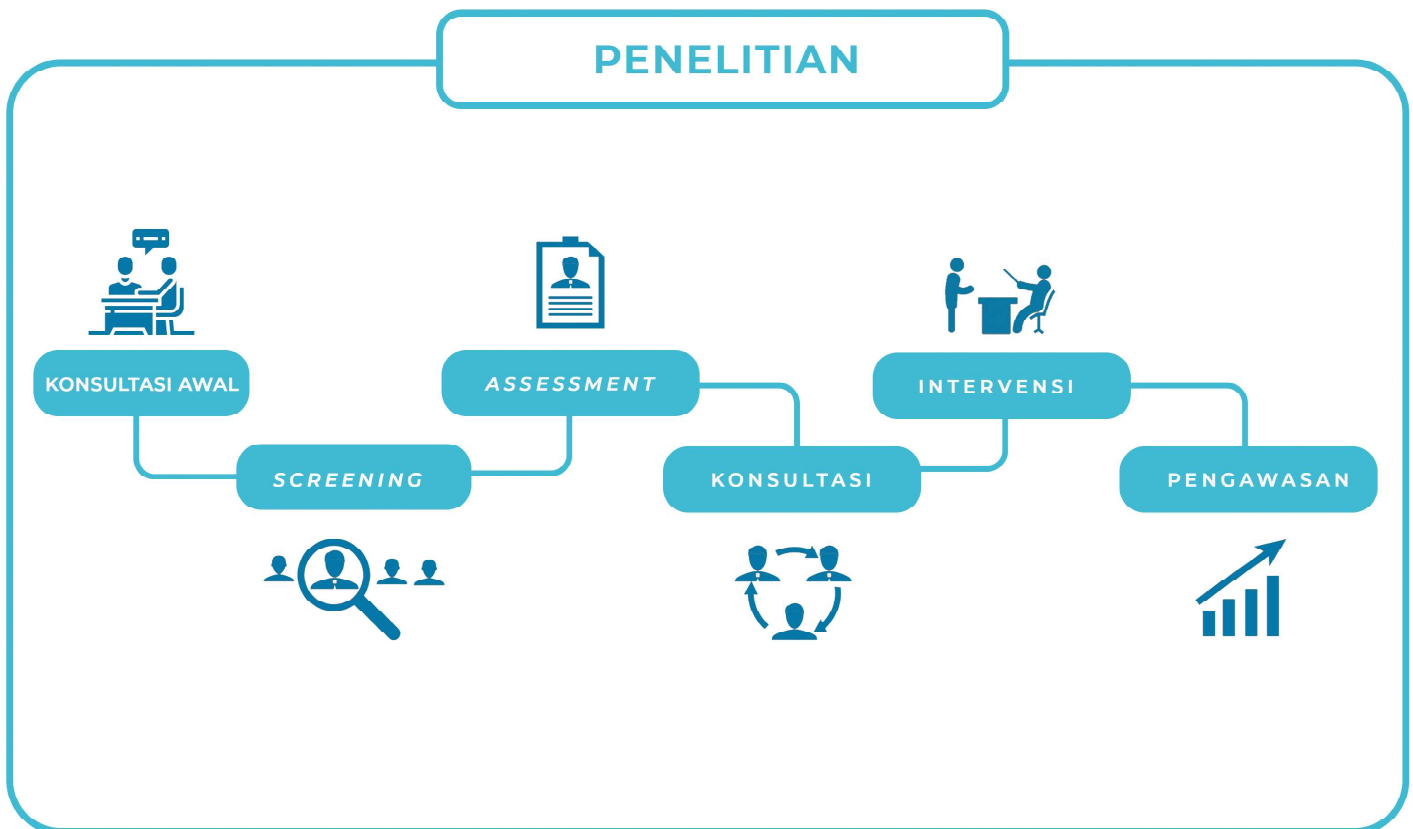 PENELITIAN
KONSULTASI AWAL
SCREENING
ASSESSMENT
KONSULTASI
INTERVENSI
PENGAWASAN